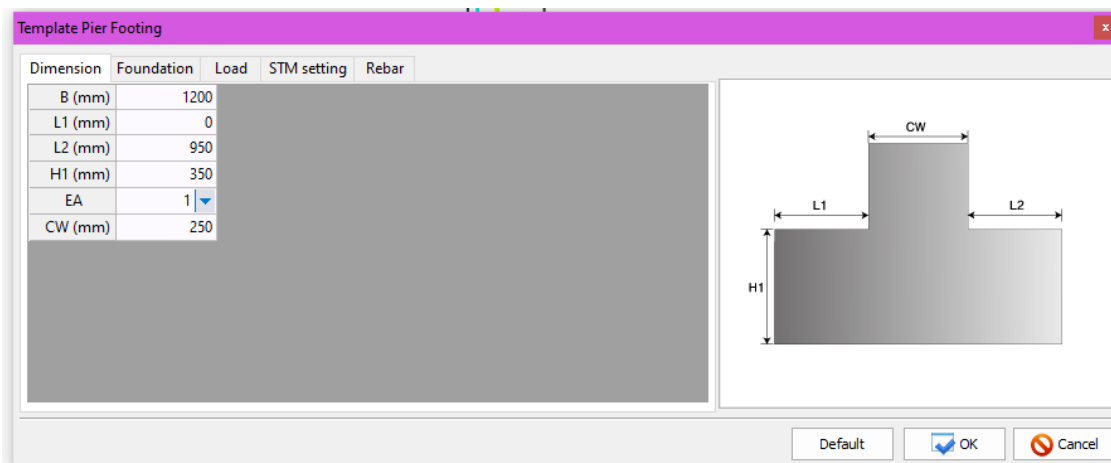 Template Pier Footing
x
Dimension Foundation Load STM setting Rebar
B (mm) 1200
L1 (mm) 0
L2 (mm) 950
H1 (mm) 350
EA 1
CW (mm) 250
CW
L1 L2
H1
Default OK Cancel